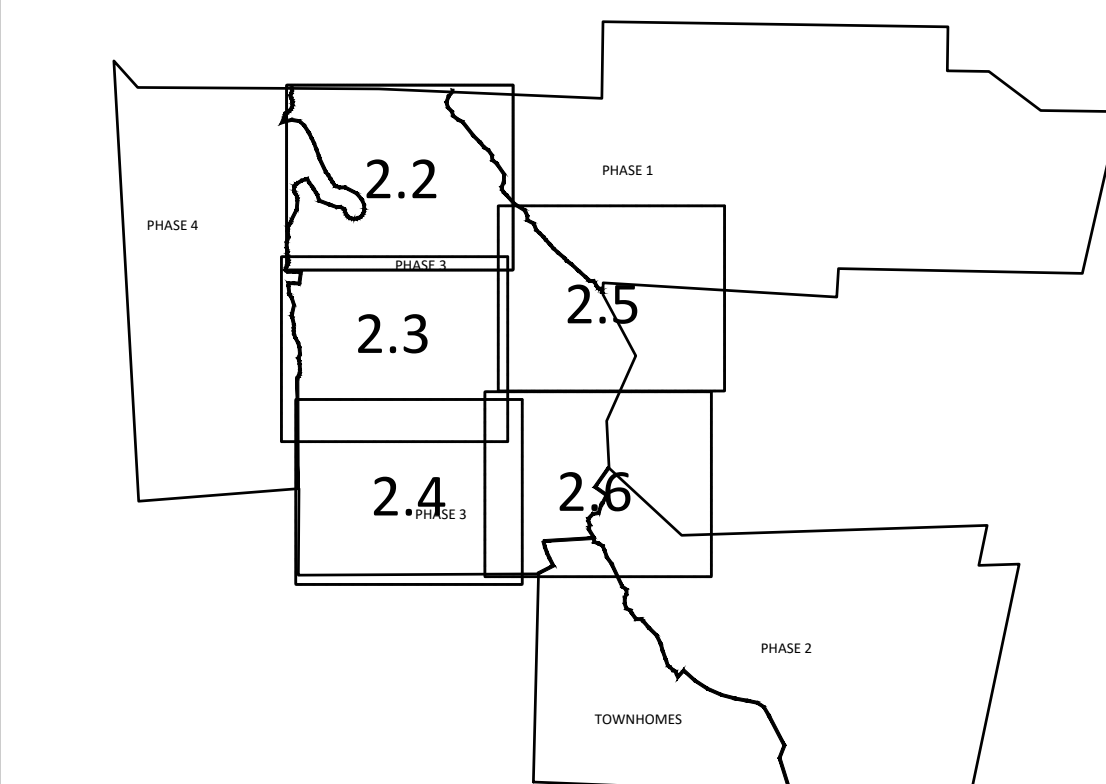 PHASE 1
2.2
PHASE 4
PHASE 3
2.5
2.3
2.6
2.4
PHASE 3
PHASE 2
TOWNHOMES